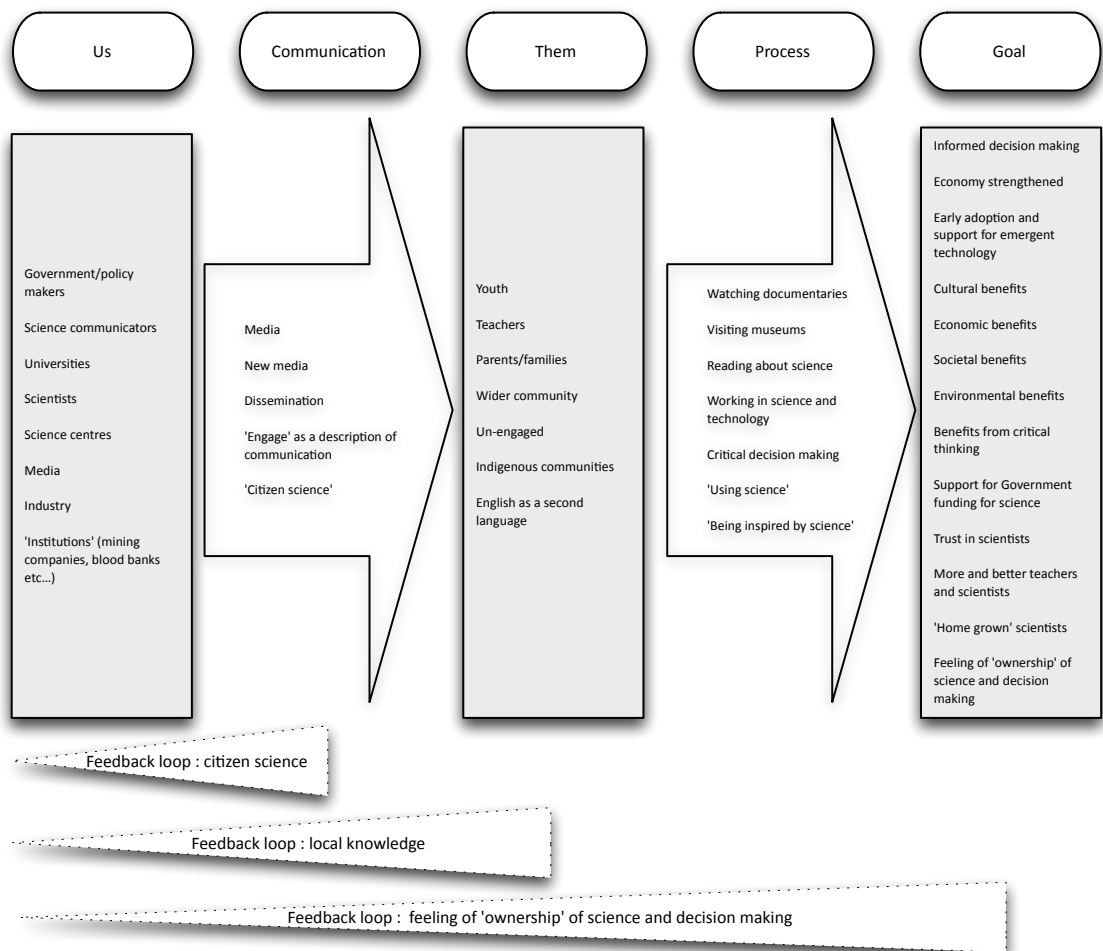 Us
Communication
Them
Process
Goal
Government/policy
makers
Science communicators
Universities
Scientists
Science centres
Media
Industry
'Institutions' (mining
companies, blood banks
etc...)
Media
New media
Dissemination
'Engage' as a description of
communication
'Citizen science'
Youth
Teachers
Parents/families
Wider community
Un-engaged
Indigenous communities
English as a second
language
Watching documentaries
Visiting museums
Reading about science
Working in science and
technology
Critical decision making
'Using science'
'Being inspired by science'
Informed decision making
Economy strengthened
Early adoption and
support for emergent
technology
Cultural benefits
Economic benefits
Societal benefits
Environmental benefits
Benefits from critical
thinking
Support for Government
funding for science
Trust in scientists
More and better teachers
and scientists
'Home grown' scientists
Feeling of 'ownership' of
science and decision
making
Feedback loop : citizen science
Feedback loop : local knowledge
Feedback loop :  feeling of 'ownership' of science and decision making